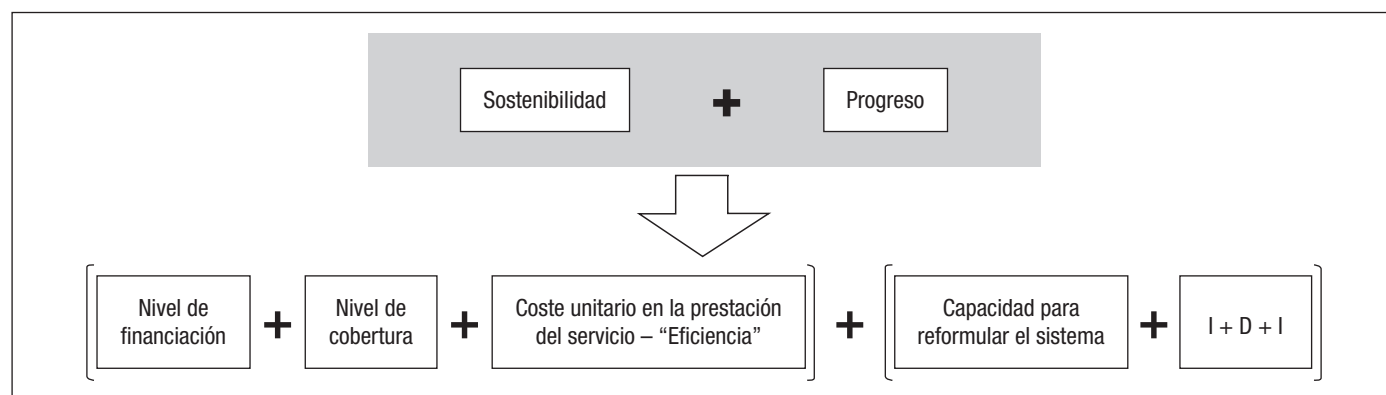 Sostenibilidad + Progreso
Nivel de
financiación
+
Nivel de
cobertura
+
Coste unitario en la prestación
del servicio – “Eficiencia”
+
Capacidad para
reformular el sistema
+
I + D + I